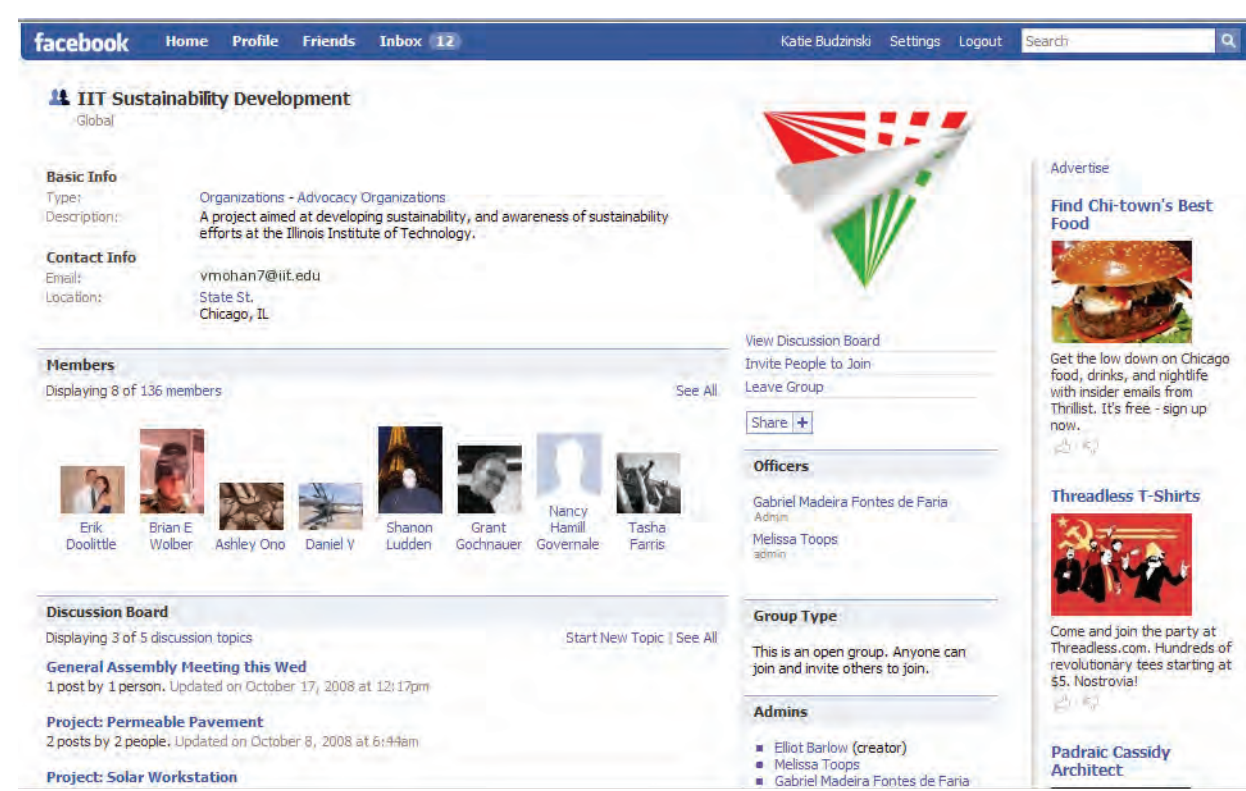 facebook Home Profile Friends Inbox 12 Katie Budzinski Settings Logout Search
IIT Sustainability Development
Global
Basic Info
Type: Organizations - Advocacy Organizations
Description: A project aimed at developing sustainability, and awareness of sustainability
efforts at the Illinois Institute of Technology.
Contact Info
Email: vmohan7@iit.edu
Location: State St.
Chicago, IL
Members
Displaying 8 of 136 members See All
Erik
Doolittle
Brian E
Wolber
Ashley Ono
Daniel V
Shanon
Ludden
Grant
Gochnauer
Nancy
Hamill
Governale
Tasha
Farris
Discussion Board
Displaying 3 of 5 discussion topics Start New Topic | See All
General Assembly Meeting this Wed
1 post by 1 person. Updated on October 17, 2008 at 12:17pm
Project: Permeable Pavement
2 posts by 2 people. Updated on October 8, 2008 at 6:44am
Project: Solar Workstation
View Discussion Board
Invite People to Join
Leave Group
Share +
Officers
Gabriel Madeira Fontes de Faria
Admin
Melissa Toops
admin
Group Type
This is an open group. Anyone can
join and invite others to join.
Admins
Elliot Barlow (creator)
Melissa Toops
Gabriel Madeira Fontes de Faria
Advertise
Find Chi-town's Best
Food
Get the low down on Chicago
food, drinks, and nightlife
with insider emails from
Thrillist. It's free - sign up
now.
Threadless T-Shirts
Come and join the party at
Threadless.com. Hundreds of
revolutionary tees starting at
$5. Nostrovia!
Padraic Cassidy
Architect